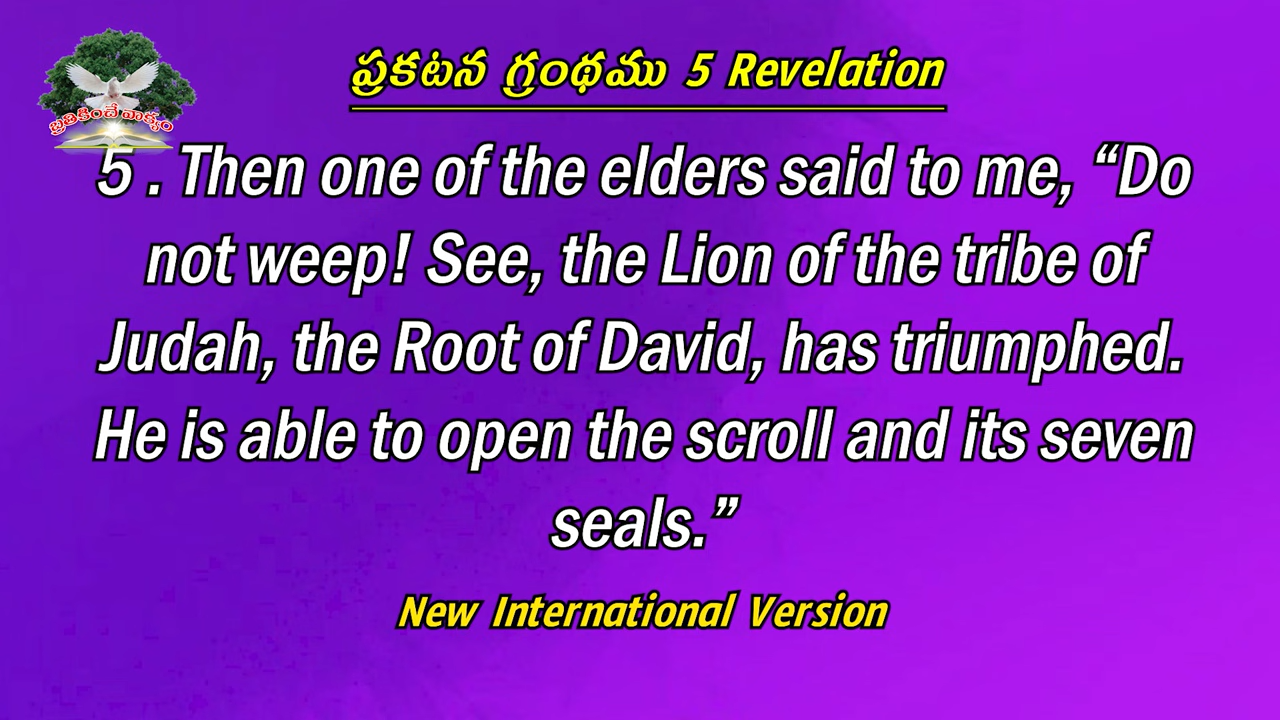 ప్రకటన గ్రంథము 5 Revelation
బ్రతికించే వాక్యం
5 . Then one of the elders said to me, “Do
not weep! See, the Lion of the tribe of
Judah, the Root of David, has triumphed.
He is able to open the scroll and its seven
seals.”
New International Version